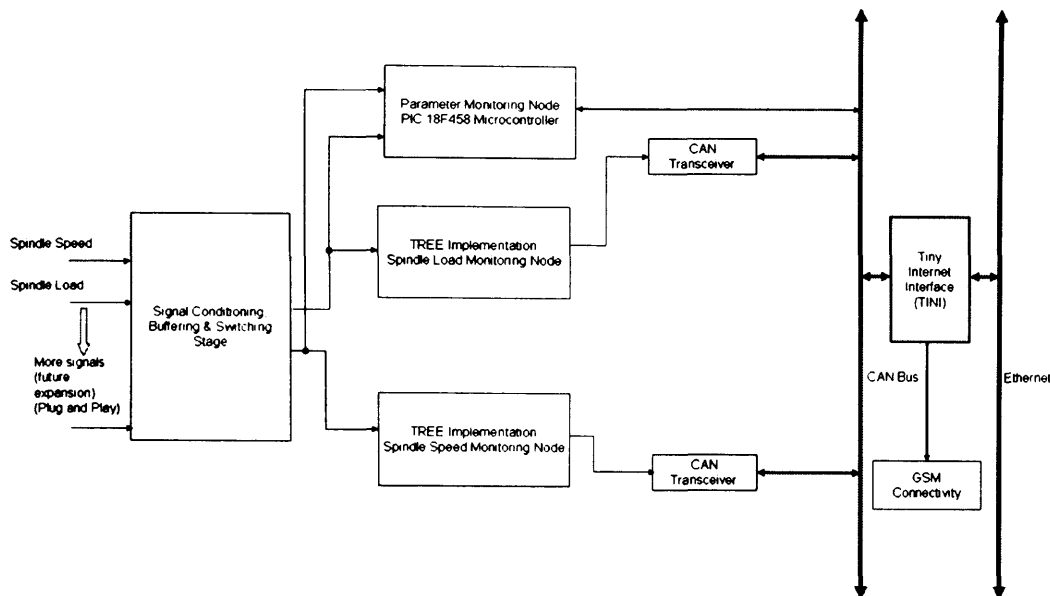 Parameter Monitoring Node
PIC 18F458 Microcontroller
CAN
Transceiver
Spindle Speed
Spindle Load
More signals
(future
expansion)
(Plug and Play)
Signal Conditioning,
Buffering & Switching
Stage
TREE Implementation
Spindle Load Monitoring Node
TREE Implementation
Spindle Speed Monitoring Node
CAN
Transceiver
Tiny
Internet
Interface
(TINI)
CAN Bus
Ethernet
GSM
Connectivity